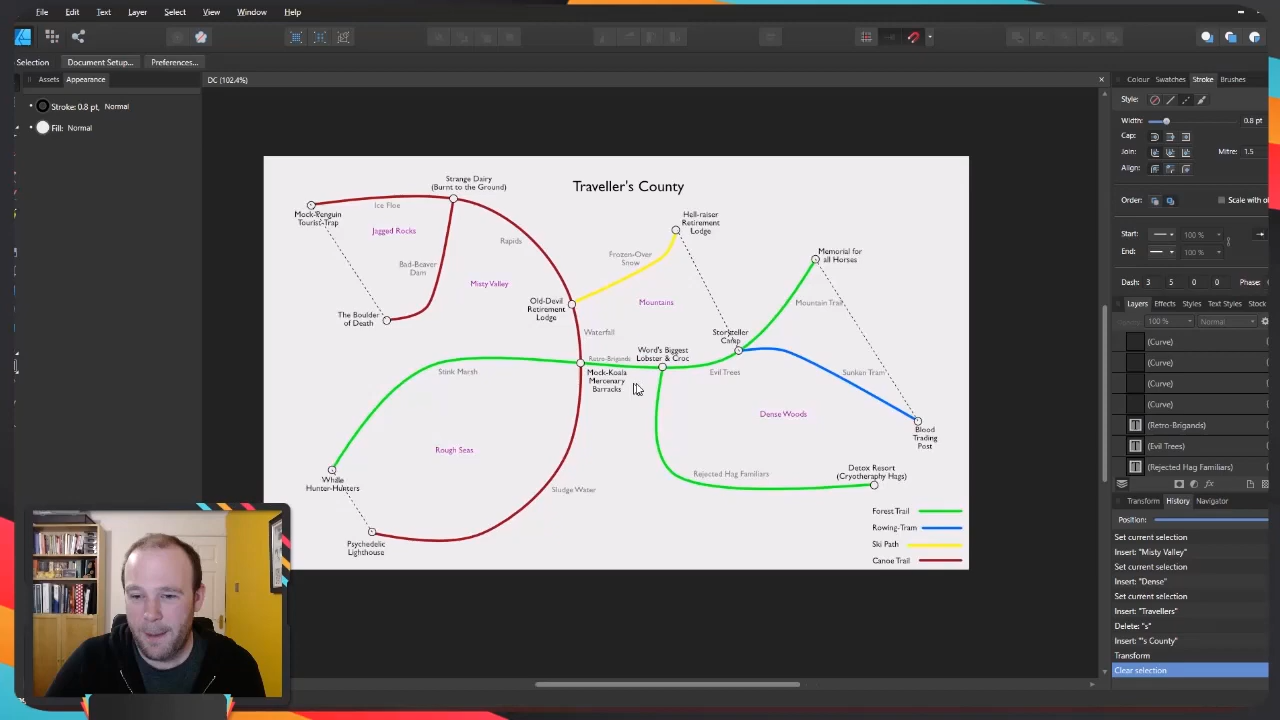 File Edit Text Layer Select View Window Help
Selection Document Setup... Preferences...
Assets Appearance
DC (102.4%)
Colour Swatches Stroke Brushes
Stroke: 0.8 pt, Normal
Fill: Normal
Style:
Width: 0.8 pt
Cap:
Join: Mitre: 1.5
Align:
Order: Scale with o
Start: 100 %
End: 100 %
Dash: 3 5 0 0 Phase:
Layers Effects Styles Text Styles Stock
100 % Normal
(Curve)
(Curve)
(Curve)
(Curve)
(Retro-Brigands)
(Evil Trees)
(Rejected Hag Familiars)
Transform History Navigator
Position:
Set current selection
Insert: "Misty Valley"
Set current selection
Insert: "Dense"
Set current selection
Insert: "Travellers"
Delete: "s"
Insert: "'s County"
Transform
Clear selection
Traveller's County
Strange Dairy
(Burnt to the Ground)
Mock-Penguin
Tourist-Trap
Ice Floe
Jagged Rocks
Rapids
Bad-Beaver
Dam
Misty Valley
The Boulder
of Death
Old-Devil
Retirement
Lodge
Hell-raiser
Retirement
Lodge
Frozen-Over
Snow
Mountains
Memorial for
all Horses
Mountain Trail
Waterfall
Storyteller
Camp
Word's Biggest
Lobster & Croc
Retro-Brigands
Stink Marsh
Mock-Koala
Mercenary
Barracks
Evil Trees
Sunken Tram
Dense Woods
Blood
Trading
Post
Rough Seas
Rejected Hag Familiars
Detox Resort
(Cryotheraphy Hags)
Whille
Hunter-Hunters
Sludge Water
Psychedelic
Lighthouse
Forest Trail
Rowing-Tram
Ski Path
Canoe Trail